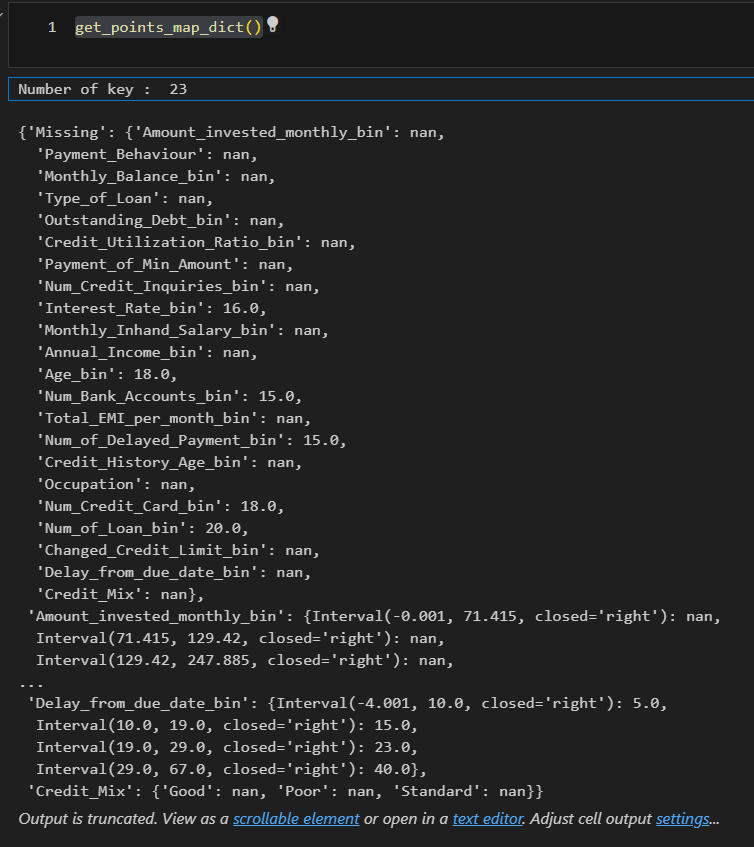 1 get_points_map_dict()
Number of key :  23
{'Missing': {'Amount_invested_monthly_bin': nan,
'Payment_Behaviour': nan,
'Monthly_Balance_bin': nan,
'Type_of_Loan': nan,
'Outstanding_Debt_bin': nan,
'Credit_Utilization_Ratio_bin': nan,
'Payment_of_Min_Amount': nan,
'Num_Credit_Inquiries_bin': nan,
'Interest_Rate_bin': 16.0,
'Monthly_Inhand_Salary_bin': nan,
'Annual_Income_bin': nan,
'Age_bin': 18.0,
'Num_Bank_Accounts_bin': 15.0,
'Total_EMI_per_month_bin': nan,
'Num_of_Delayed_Payment_bin': 15.0,
'Credit_History_Age_bin': nan,
'Occupation': nan,
'Num_Credit_Card_bin': 18.0,
'Num_of_Loan_bin': 20.0,
'Changed_Credit_Limit_bin': nan,
'Delay_from_due_date_bin': nan,
'Credit_Mix': nan},
'Amount_invested_monthly_bin': {Interval(-0.001, 71.415, closed='right'): nan,
Interval(71.415, 129.42, closed='right'): nan,
Interval(129.42, 247.885, closed='right'): nan,
...
'Delay_from_due_date_bin': {Interval(-4.001, 10.0, closed='right'): 5.0,
Interval(10.0, 19.0, closed='right'): 15.0,
Interval(19.0, 29.0, closed='right'): 23.0,
Interval(29.0, 67.0, closed='right'): 40.0},
'Credit_Mix': {'Good': nan, 'Poor': nan, 'Standard': nan}}
Output is truncated. View as a scrollable element or open in a text editor. Adjust cell output settings...